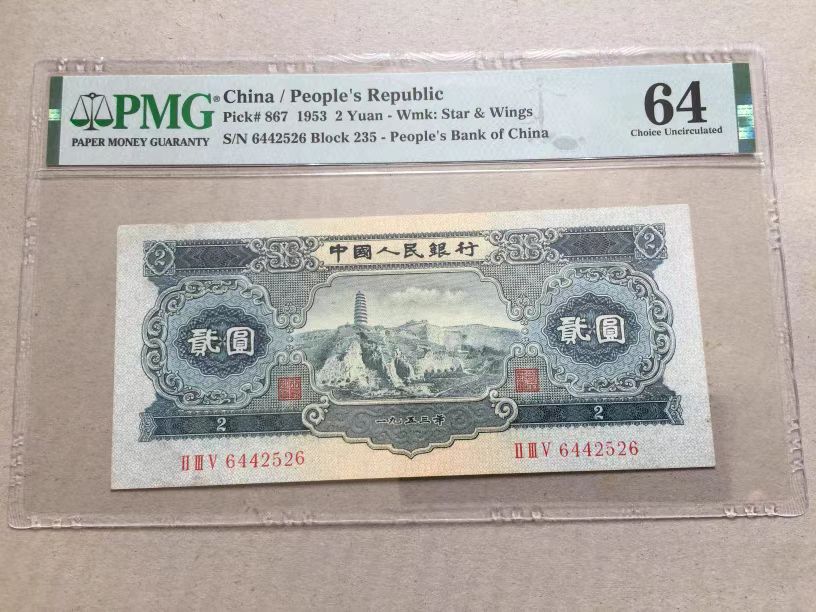 PMG®
PAPER MONEY GUARANTY
China / People's Republic
Pick# 867 1953 2 Yuan - Wmk: Star & Wings
S/N 6442526 Block 235 - People's Bank of China
64
Choice Uncirculated
中國人民銀行
2
2
貳圓
貳圓
一九五三年
2
2
ⅡⅢⅤ 6442526
ⅡⅢⅤ 6442526